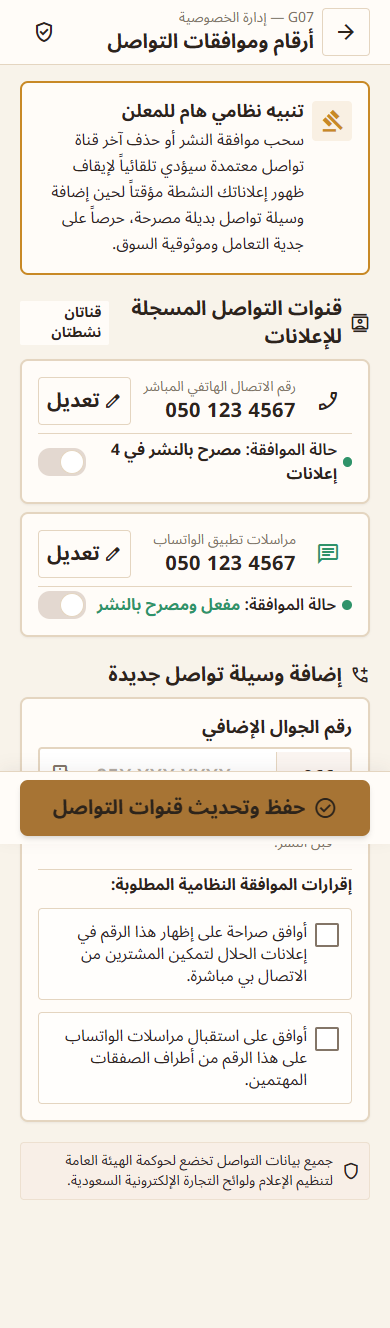 G07 — إدارة الخصوصية
أرقام وموافقات التواصل
تنبيه نظامي هام للمعلن
سحب موافقة النشر أو حذف آخر قناة
تواصل معتمدة سيؤدي تلقائياً لإيقاف
ظهور إعلاناتك النشطة مؤقتاً لحين إضافة
وسيلة تواصل بديلة مصرحة، حرصاً على
جدية التعامل وموثوقية السوق.
قنوات التواصل المسجلة
للإعلانات
قناتان
نشطتان
رقم الاتصال الهاتفي المباشر
050 123 4567
تعديل
حالة الموافقة: مصرح بالنشر في 4
إعلانات
مراسلات تطبيق الواتساب
050 123 4567
تعديل
حالة الموافقة: مفعل ومصرح بالنشر
إضافة وسيلة تواصل جديدة
رقم الجوال الإضافي
حفظ وتحديث قنوات التواصل
قبل النشر.
إقرارات الموافقة النظامية المطلوبة:
أوافق صراحة على إظهار هذا الرقم في
إعلانات الحلال لتمكين المشترين من
الاتصال بي مباشرة.
أوافق على استقبال مراسلات الواتساب
على هذا الرقم من أطراف الصفقات
المهتمين.
جميع بيانات التواصل تخضع لحوكمة الهيئة العامة
لتنظيم الإعلام ولوائح التجارة الإلكترونية السعودية.